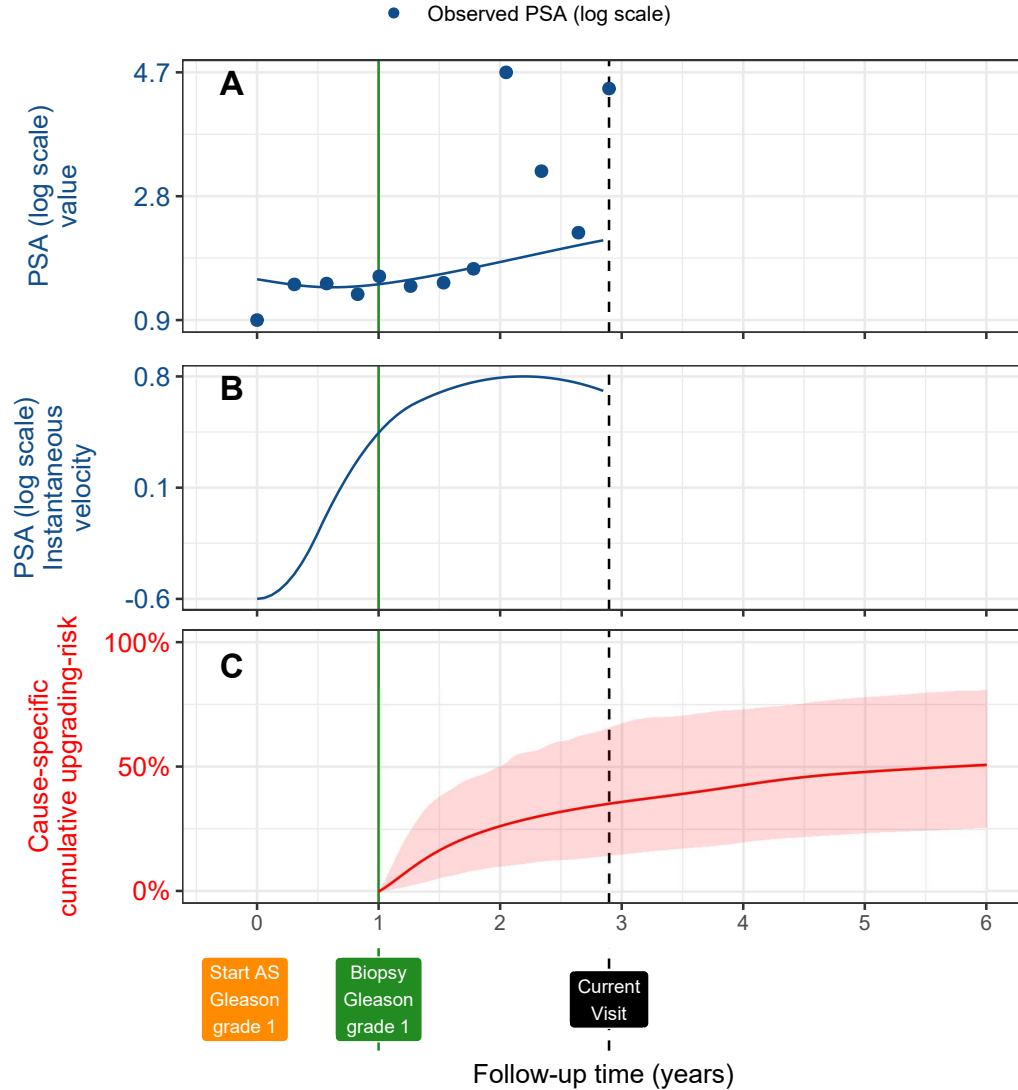 Observed PSA (log scale)
A
PSA (log scale)
value
4.7
2.8
0.9
B
PSA (log scale)
Instantaneous
velocity
0.8
0.1
-0.6
C
Cause-specific
cumulative upgrading-risk
100%
50%
0%
0 1 2 3 4 5 6
Start AS
Gleason
grade 1
Biopsy
Gleason
grade 1
Current
Visit
Follow-up time (years)